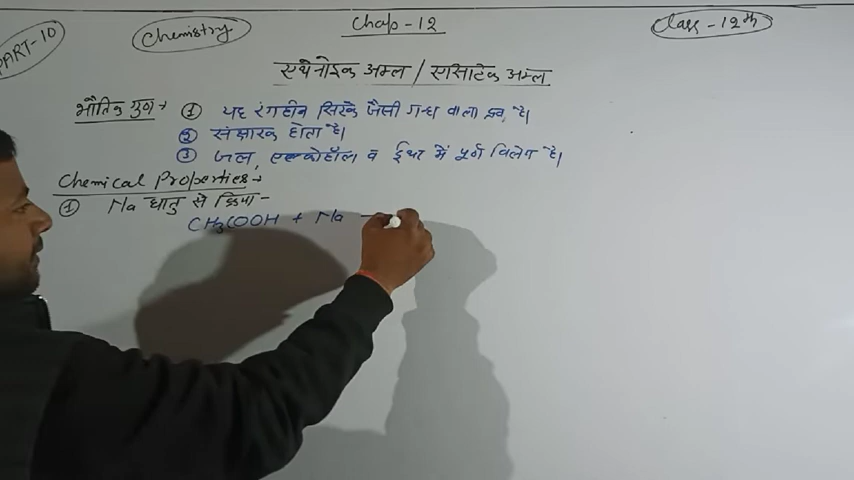 PART-10
Chemistry
Chap-12
Class-12th
एथेनोइक अम्ल / एसिटिक अम्ल
भौतिक गुण → ① यह रंगहीन सिरके जैसी गन्ध वाला द्रव है।
② संक्षारक होता है।
③ जल, एल्कोहॉल व ईथर में पूर्ण विलेय है।
Chemical Properties →
① Na धातु से क्रिया -
CH3COOH + Na —